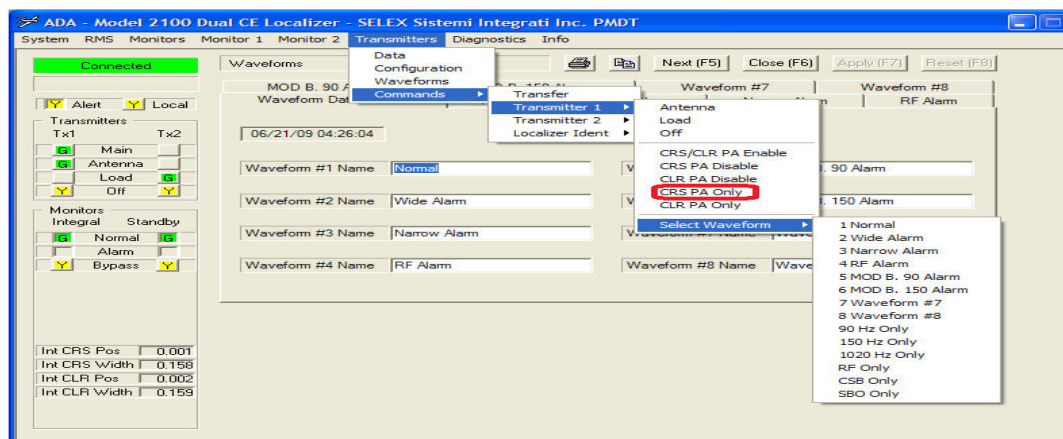 ADA - Model 2100 Dual CE Localizer - SELEX Sistemi Integrati Inc. PMDT
System RMS Monitors Monitor 1 Monitor 2 Transmitters Diagnostics Info
Connected
Y Alert Y Local
Transmitters
Tx1 Tx2
G Main
G Antenna
Load G
Y Off Y
Monitors
Integral Standby
G Normal G
Alarm
Y Bypass Y
Int CRS Pos 0.001
Int CRS Width 0.158
Int CLR Pos 0.002
Int CLR Width 0.159
Waveforms
Next (F5) Close (F6) Apply (F7) Reset (F8)
MOD B. 90 A
Waveform #7 Waveform #8
Waveform Dat
RF Alarm
06/21/09 04:26:04
Waveform #1 Name Normal
. 90 Alarm
Waveform #2 Name Wide Alarm
. 150 Alarm
Waveform #3 Name Narrow Alarm
Waveform #4 Name RF Alarm
Waveform #8 Name Wave
Data
Configuration
Waveforms
Commands
Transfer
Transmitter 1
Transmitter 2
Localizer Ident
Antenna
Load
Off
CRS/CLR PA Enable
CRS PA Disable
CLR PA Disable
CRS PA Only
CLR PA Only
Select Waveform
1 Normal
2 Wide Alarm
3 Narrow Alarm
4 RF Alarm
5 MOD B. 90 Alarm
6 MOD B. 150 Alarm
7 Waveform #7
8 Waveform #8
90 Hz Only
150 Hz Only
1020 Hz Only
RF Only
CSB Only
SBO Only